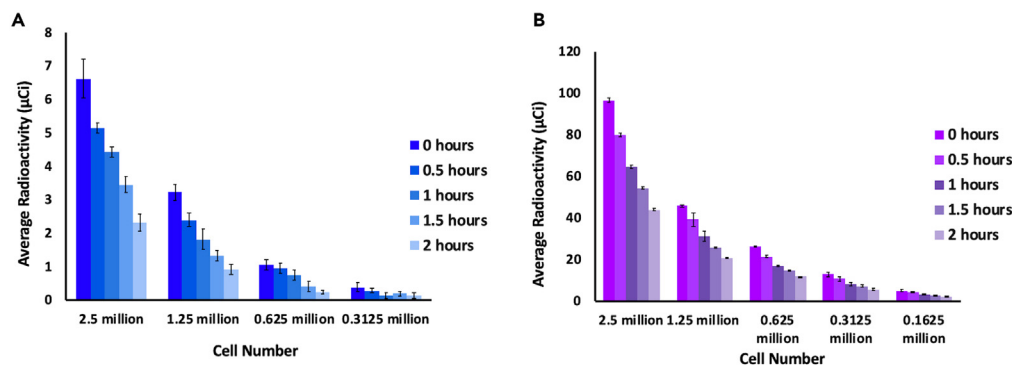 A
Average Radioactivity (μCi)
8
7
6
5
4
3
2
1
0
2.5 million
1.25 million
0.625 million
0.3125 million
Cell Number
0 hours
0.5 hours
1 hours
1.5 hours
2 hours
B
Average Radioactivity (μCi)
120
100
80
60
40
20
0
2.5 million
1.25 million
0.625
million
0.3125
million
0.1625
million
Cell Number
0 hours
0.5 hours
1 hours
1.5 hours
2 hours